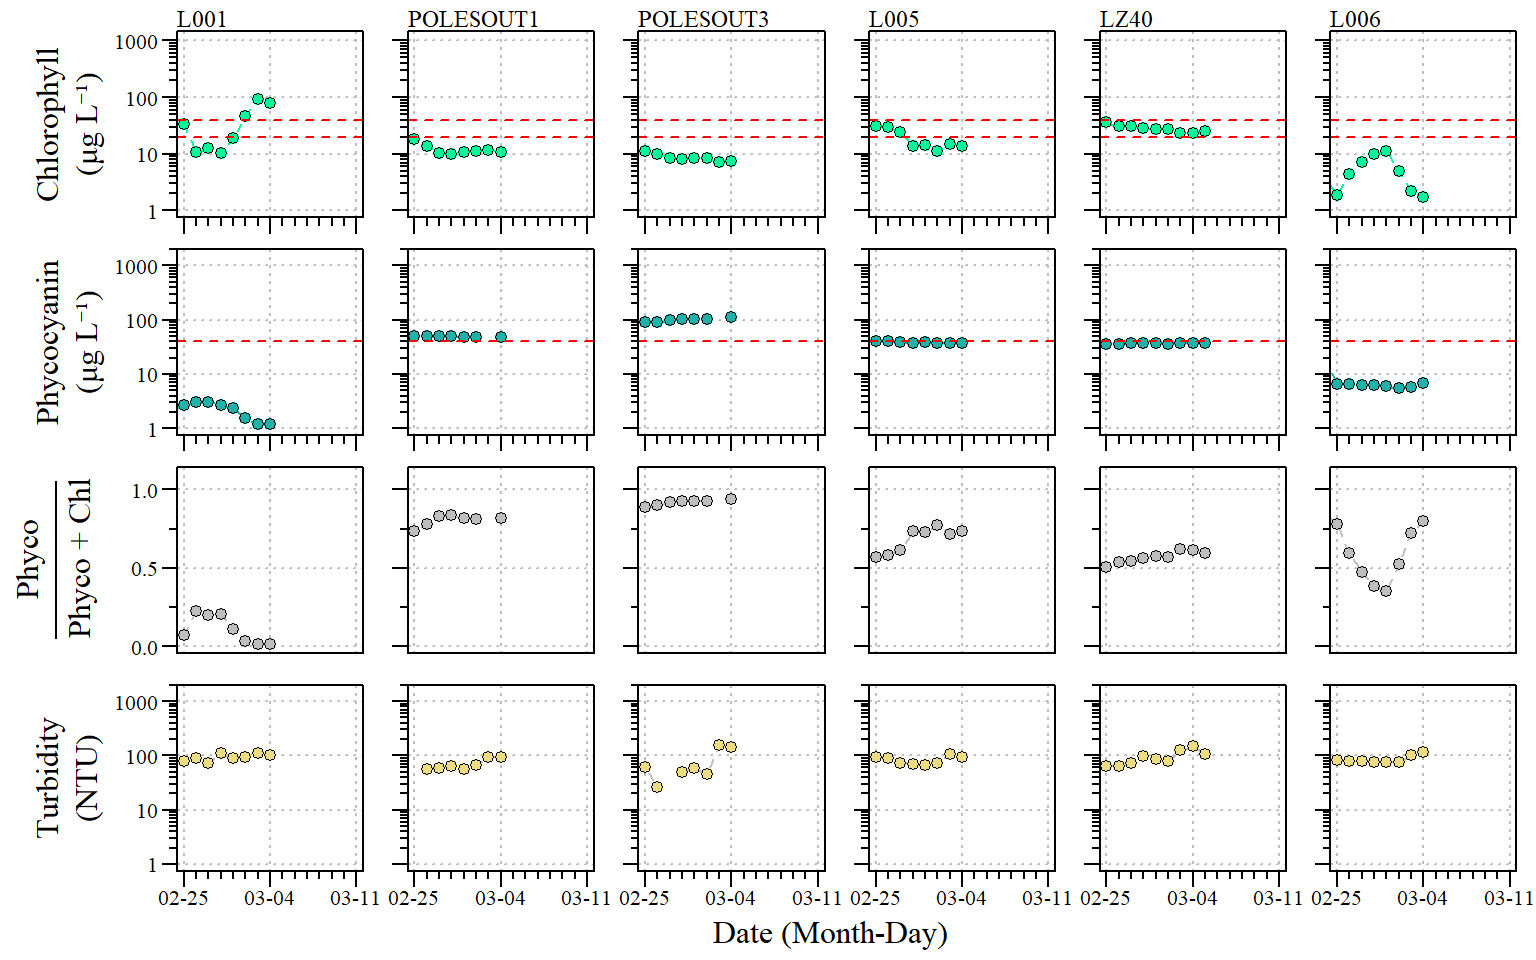 L001 POLESOUT1 POLESOUT3 L005 LZ40 L006
Chlorophyll
(µg L⁻¹)
1000
100
10
1
Phycocyanin
(µg L⁻¹)
1000
100
10
1
Phyco
Phyco + Chl
1.0
0.5
0.0
Turbidity
(NTU)
1000
100
10
1
02-25 03-04 03-11 02-25 03-04 03-11 02-25 03-04 03-11 02-25 03-04 03-11 02-25 03-04 03-11 02-25 03-04 03-11
Date (Month-Day)